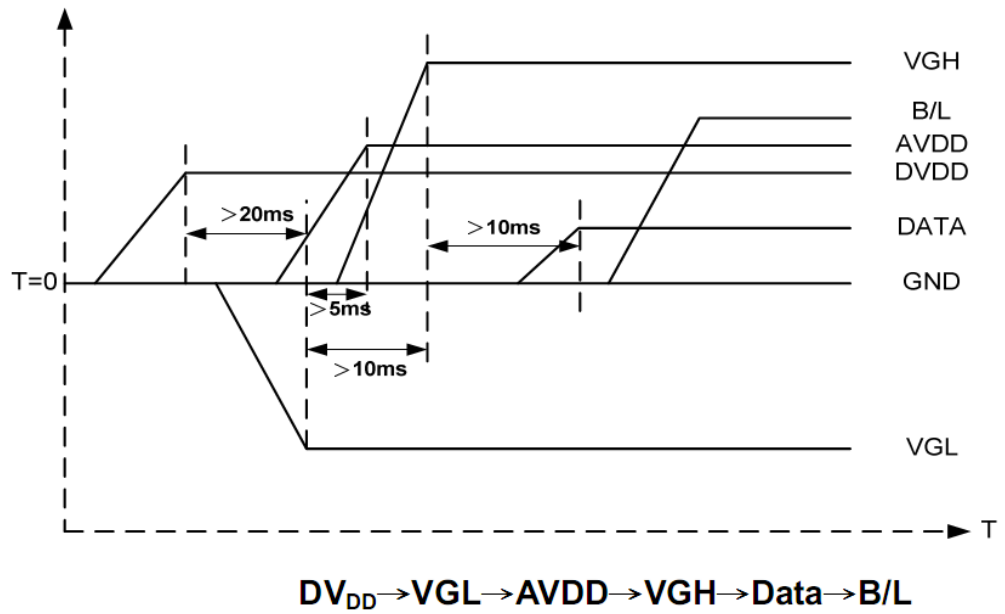 VGH
B/L
AVDD
DVDD
>20ms
>10ms
DATA
T=0
GND
>5ms
>10ms
VGL
T
DVDD→VGL→AVDD→VGH→Data→B/L